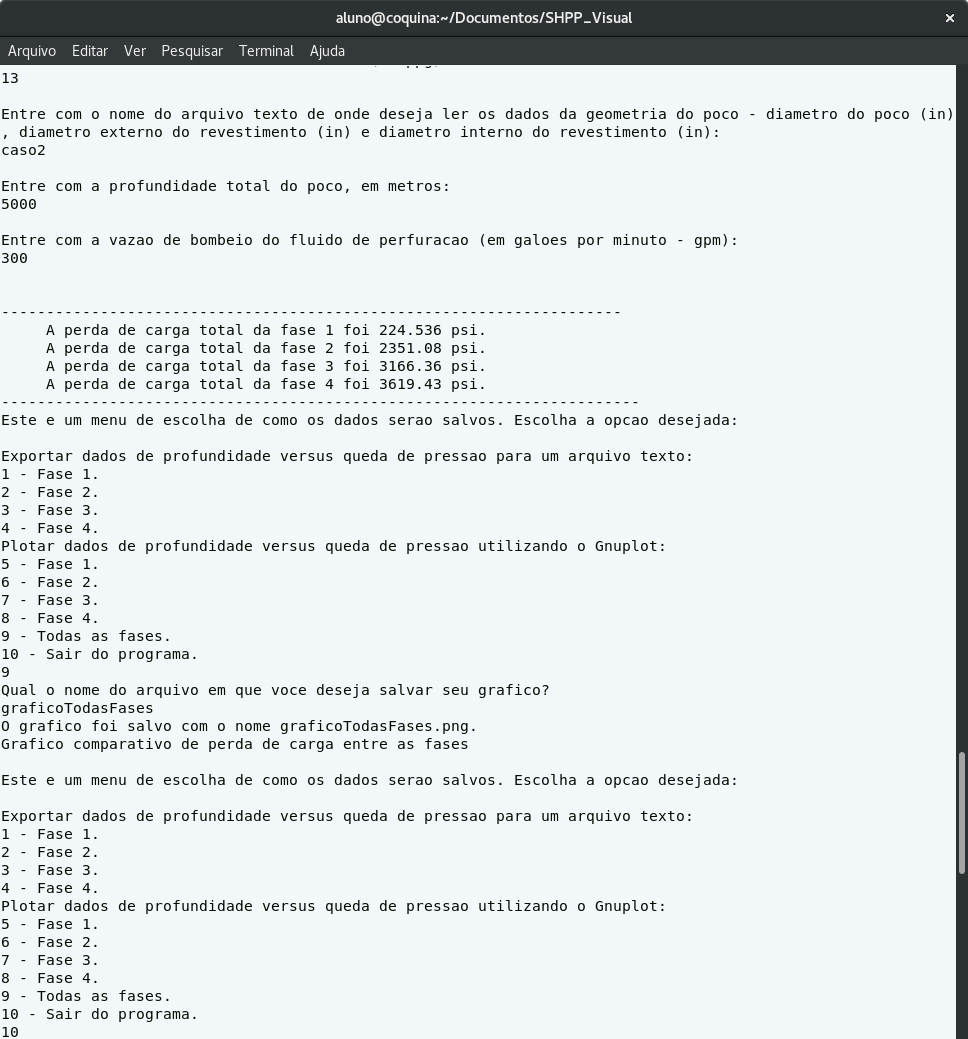 aluno@coquina:~/Documentos/SHPP_Visual
Arquivo Editar Ver Pesquisar Terminal Ajuda
13
Entre com o nome do arquivo texto de onde deseja ler os dados da geometria do poco - diametro do poco (in)
, diametro externo do revestimento (in) e diametro interno do revestimento (in):
caso2
Entre com a profundidade total do poco, em metros:
5000
Entre com a vazao de bombeio do fluido de perfuracao (em galoes por minuto - gpm):
300
---------------------------------------------------------------------
A perda de carga total da fase 1 foi 224.536 psi.
A perda de carga total da fase 2 foi 2351.08 psi.
A perda de carga total da fase 3 foi 3166.36 psi.
A perda de carga total da fase 4 foi 3619.43 psi.
-----------------------------------------------------------------------
Este e um menu de escolha de como os dados serao salvos. Escolha a opcao desejada:
Exportar dados de profundidade versus queda de pressao para um arquivo texto:
1 - Fase 1.
2 - Fase 2.
3 - Fase 3.
4 - Fase 4.
Plotar dados de profundidade versus queda de pressao utilizando o Gnuplot:
5 - Fase 1.
6 - Fase 2.
7 - Fase 3.
8 - Fase 4.
9 - Todas as fases.
10 - Sair do programa.
9
Qual o nome do arquivo em que voce deseja salvar seu grafico?
graficoTodasFases
O grafico foi salvo com o nome graficoTodasFases.png.
Grafico comparativo de perda de carga entre as fases
Este e um menu de escolha de como os dados serao salvos. Escolha a opcao desejada:
Exportar dados de profundidade versus queda de pressao para um arquivo texto:
1 - Fase 1.
2 - Fase 2.
3 - Fase 3.
4 - Fase 4.
Plotar dados de profundidade versus queda de pressao utilizando o Gnuplot:
5 - Fase 1.
6 - Fase 2.
7 - Fase 3.
8 - Fase 4.
9 - Todas as fases.
10 - Sair do programa.
10